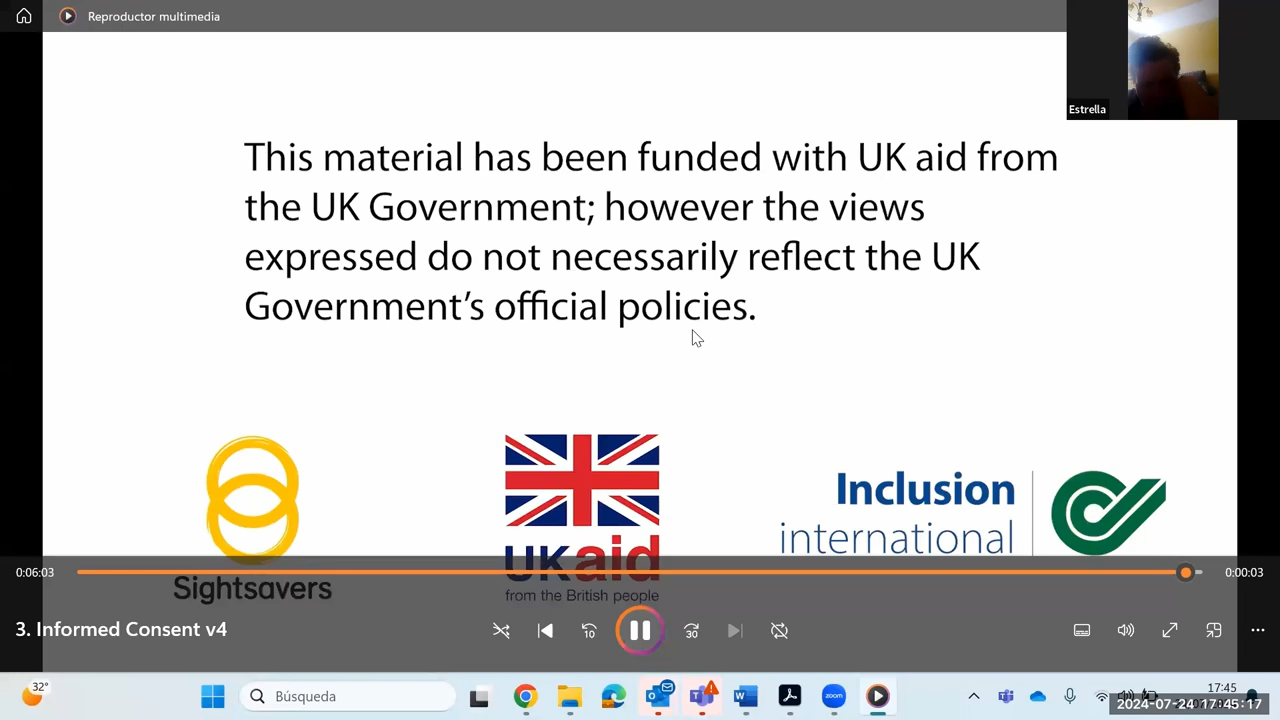 Reproductor multimedia
Estrella
This material has been funded with UK aid from
the UK Government; however the views
expressed do not necessarily reflect the UK
Government's official policies.
Inclusion
international
UKaid
from the British people
Sightsavers
0:06:03
0:00:03
3. Informed Consent v4
10
30
32°
Búsqueda
17:45
2024-07-24 17:45:17